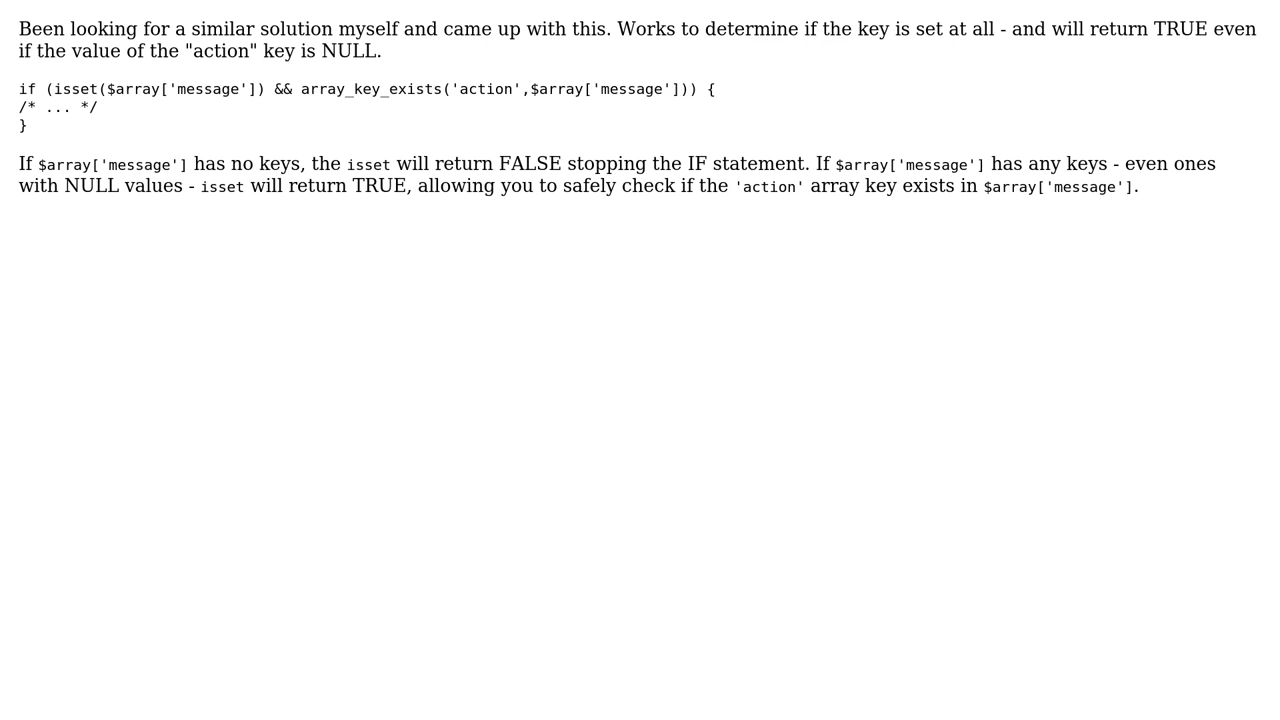 Been looking for a similar solution myself and came up with this. Works to determine if the key is set at all - and will return TRUE even
if the value of the "action" key is NULL.
if (isset($array['message']) && array_key_exists('action',$array['message'])) {
/* ... */
}
If $array['message'] has no keys, the isset will return FALSE stopping the IF statement. If $array['message'] has any keys - even ones
with NULL values - isset will return TRUE, allowing you to safely check if the 'action' array key exists in $array['message'].